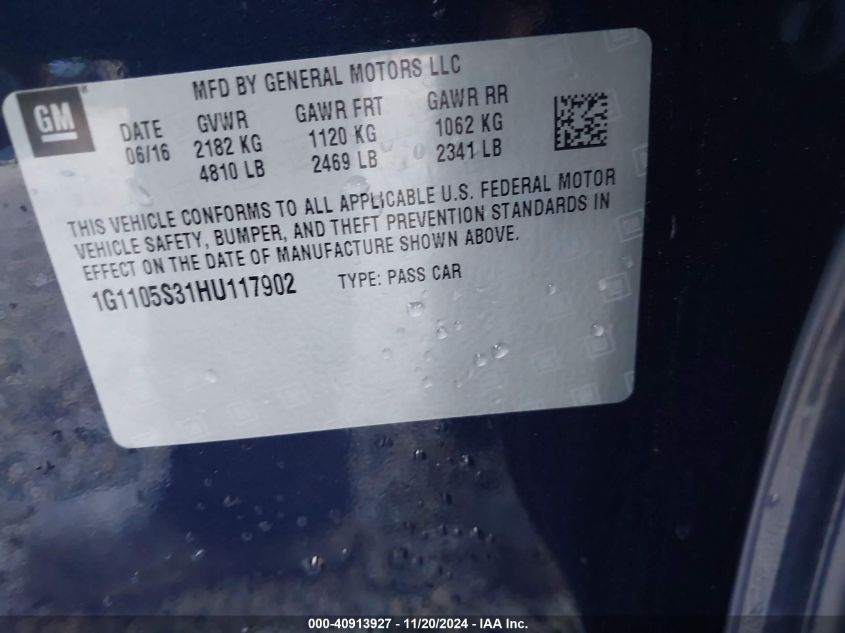 MFD BY GENERAL MOTORS LLC
GM
DATE GVWR GAWR FRT GAWR RR
06/16 2182 KG 1120 KG 1062 KG
4810 LB 2469 LB 2341 LB
THIS VEHICLE CONFORMS TO ALL APPLICABLE U.S. FEDERAL MOTOR
VEHICLE SAFETY, BUMPER, AND THEFT PREVENTION STANDARDS IN
EFFECT ON THE DATE OF MANUFACTURE SHOWN ABOVE.
1G1105S31HU117902 TYPE: PASS CAR
000-40913927 - 11/20/2024 - IAA Inc.